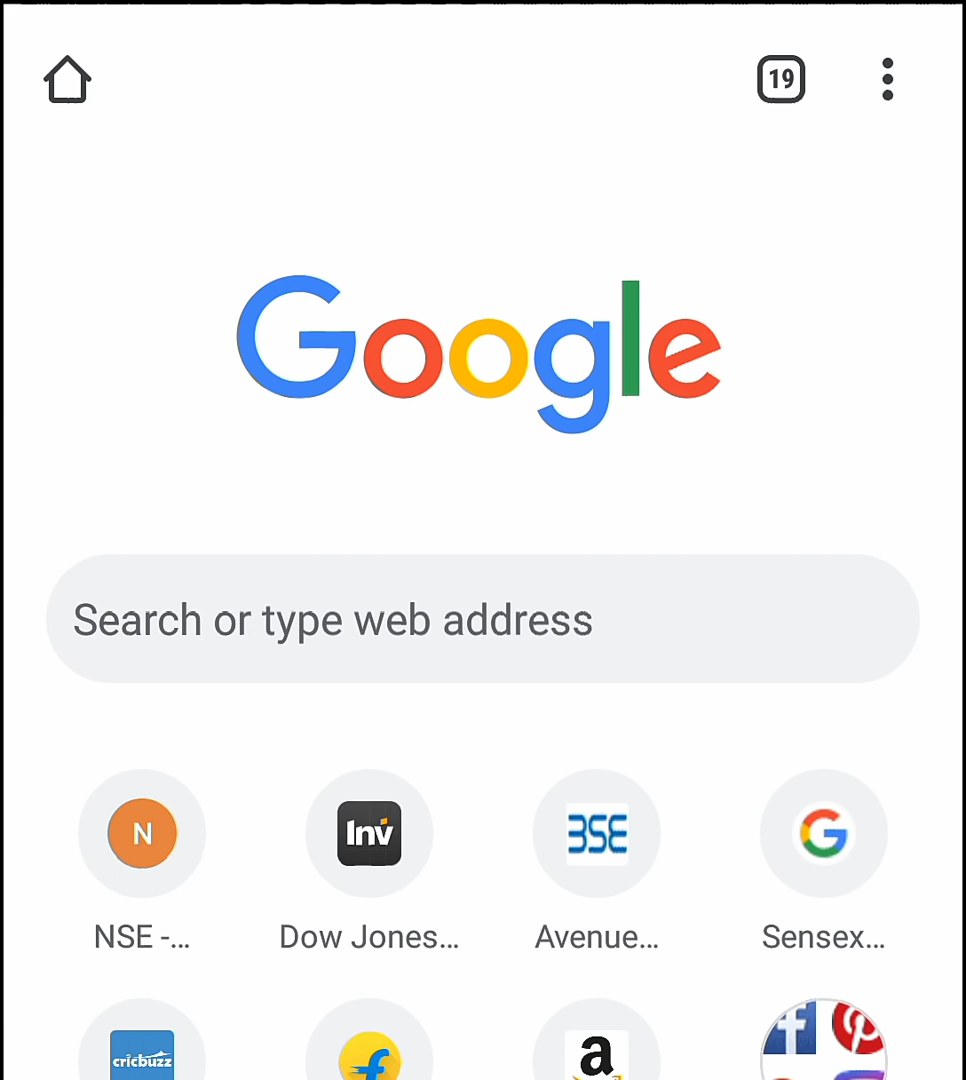 19
Google
Search or type web address
N
Inv
BSE
G
NSE -...
Dow Jones...
Avenue...
Sensex...
cricbuzz
f
a
f